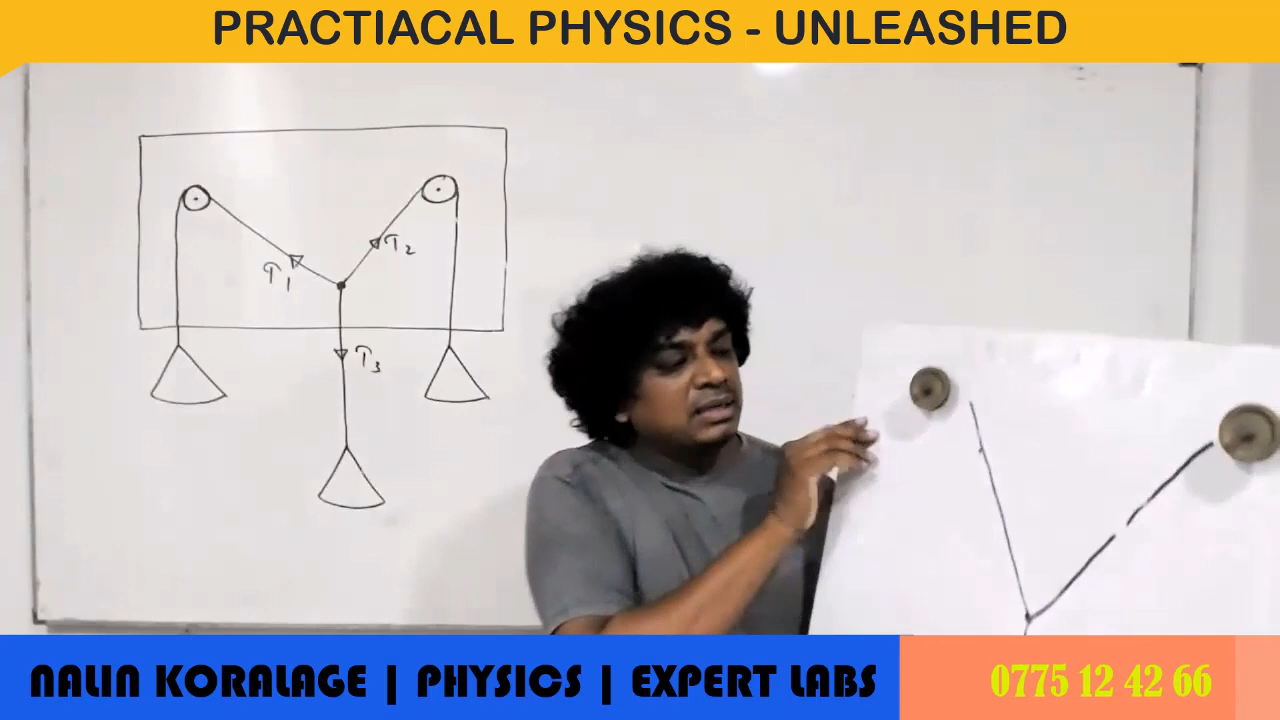 PRACTIACAL PHYSICS - UNLEASHED
T1
T2
T3
NALIN KORALAGE | PHYSICS | EXPERT LABS
0775 12 42 66